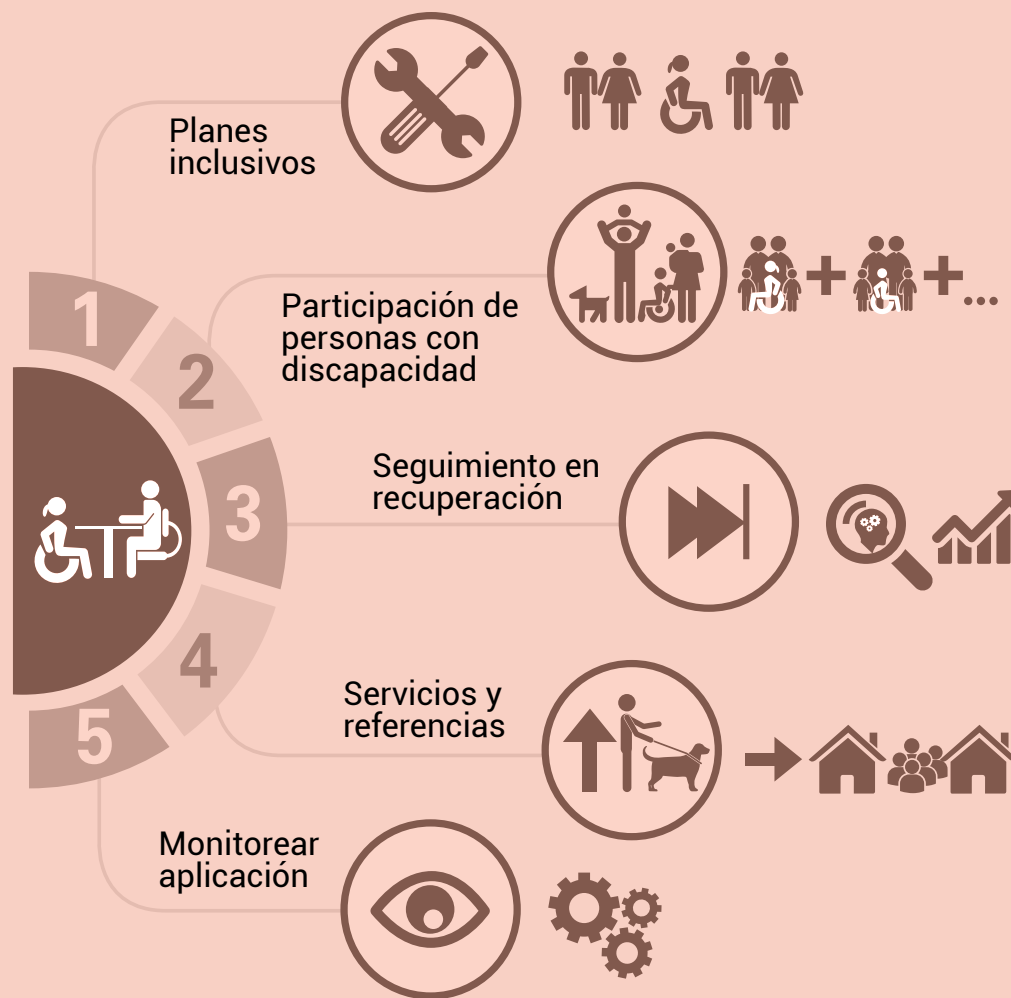 1
Planes
inclusivos
2
Participación de
personas con
discapacidad
3
Seguimiento en
recuperación
4
Servicios y
referencias
5
Monitorear
aplicación